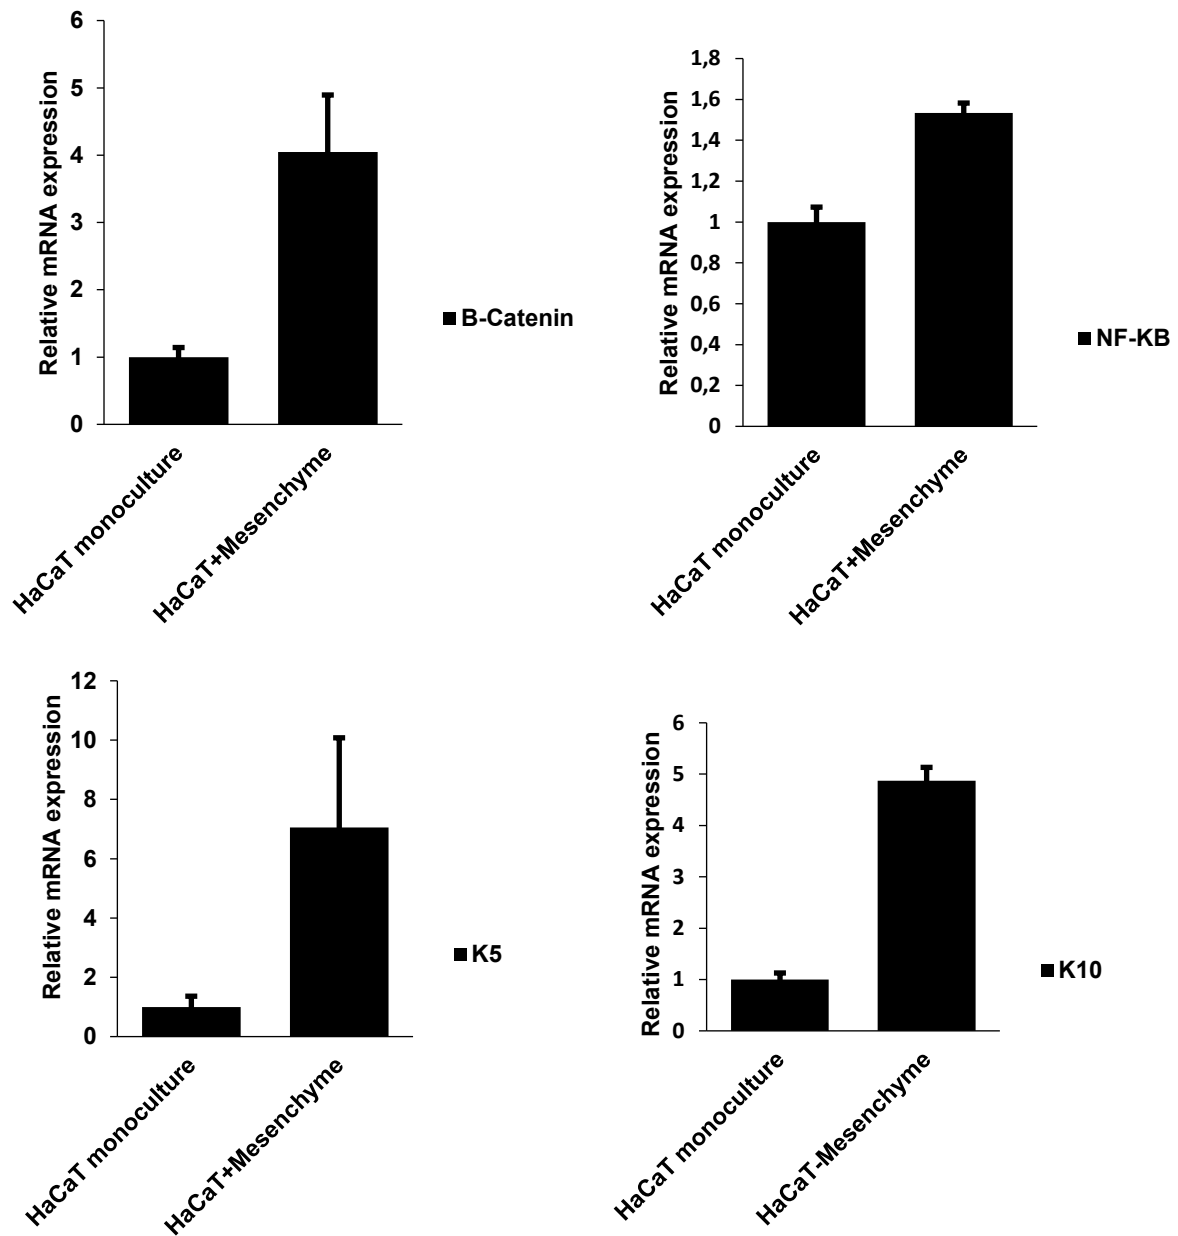 Relative mRNA expression
6
5
4
3
2
1
0
HaCaT monoculture
HaCaT+Mesenchyme
B-Catenin
Relative mRNA expression
1,8
1,6
1,4
1,2
1
0,8
0,6
0,4
0,2
0
HaCaT monoculture
HaCaT+Mesenchyme
NF-KB
Relative mRNA expression
12
10
8
6
4
2
0
HaCaT monoculture
HaCaT+Mesenchyme
K5
Relative mRNA expression
6
5
4
3
2
1
0
HaCaT monoculture
HaCaT-Mesenchyme
K10